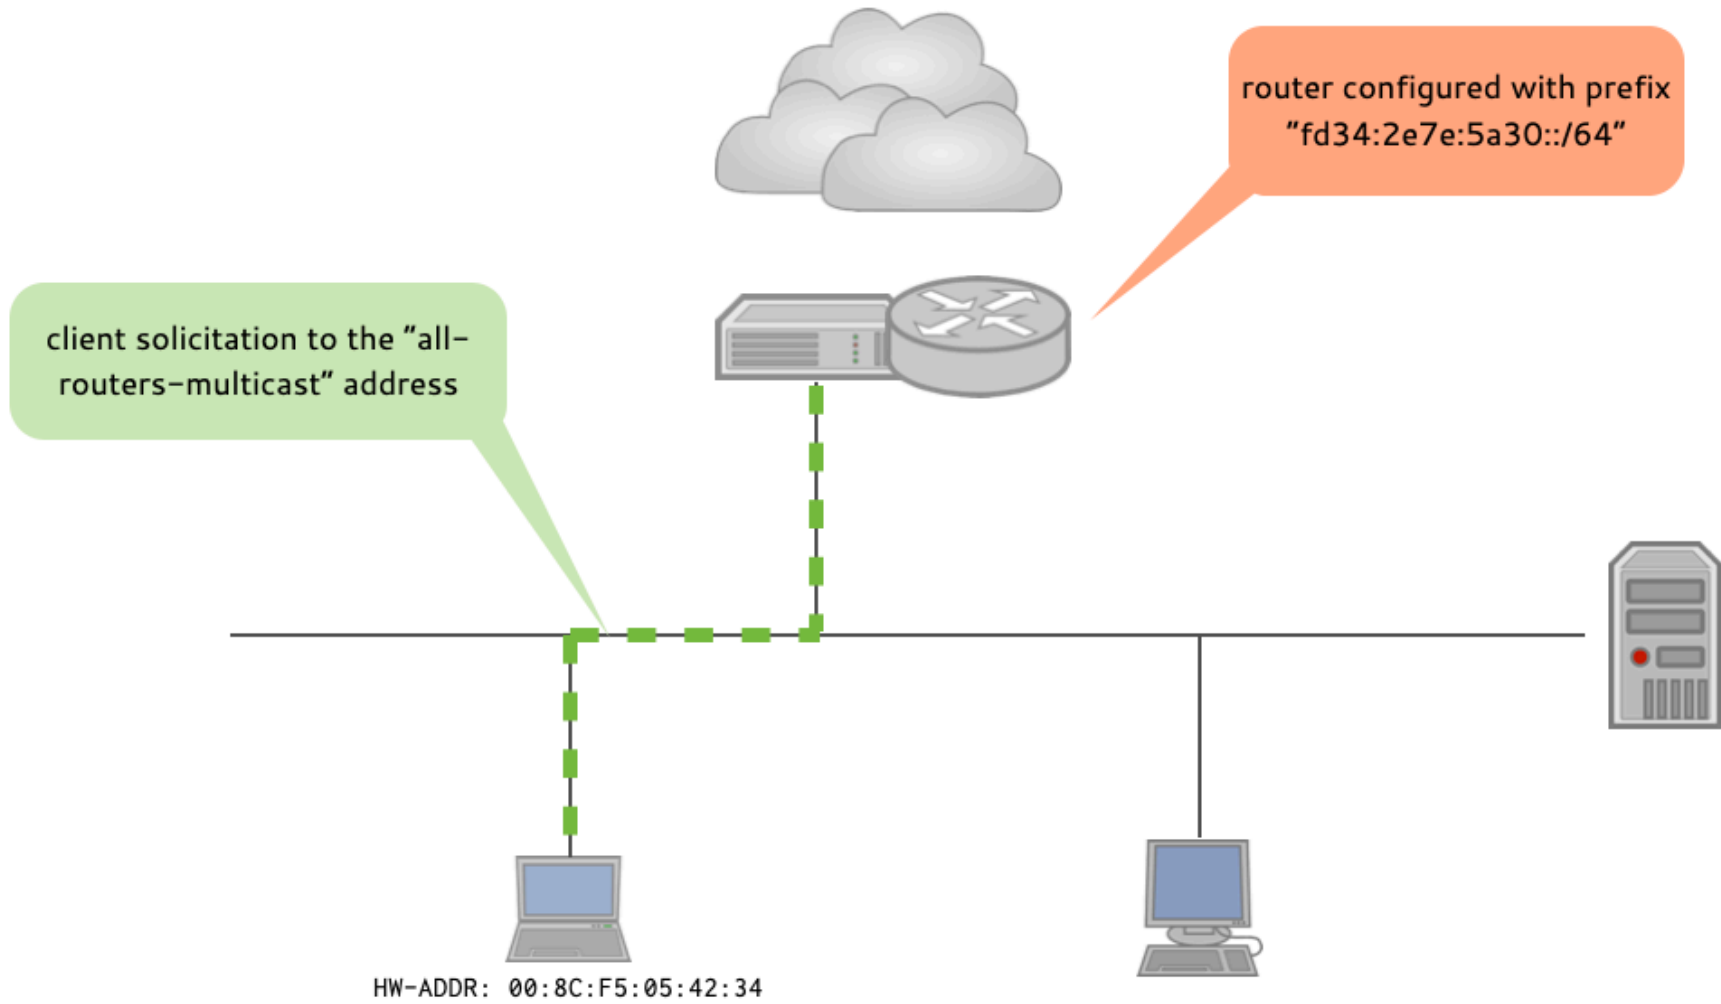 router configured with prefix
"fd34:2e7e:5a30::/64"
client solicitation to the "all-
routers-multicast" address
HW-ADDR: 00:8C:F5:05:42:34